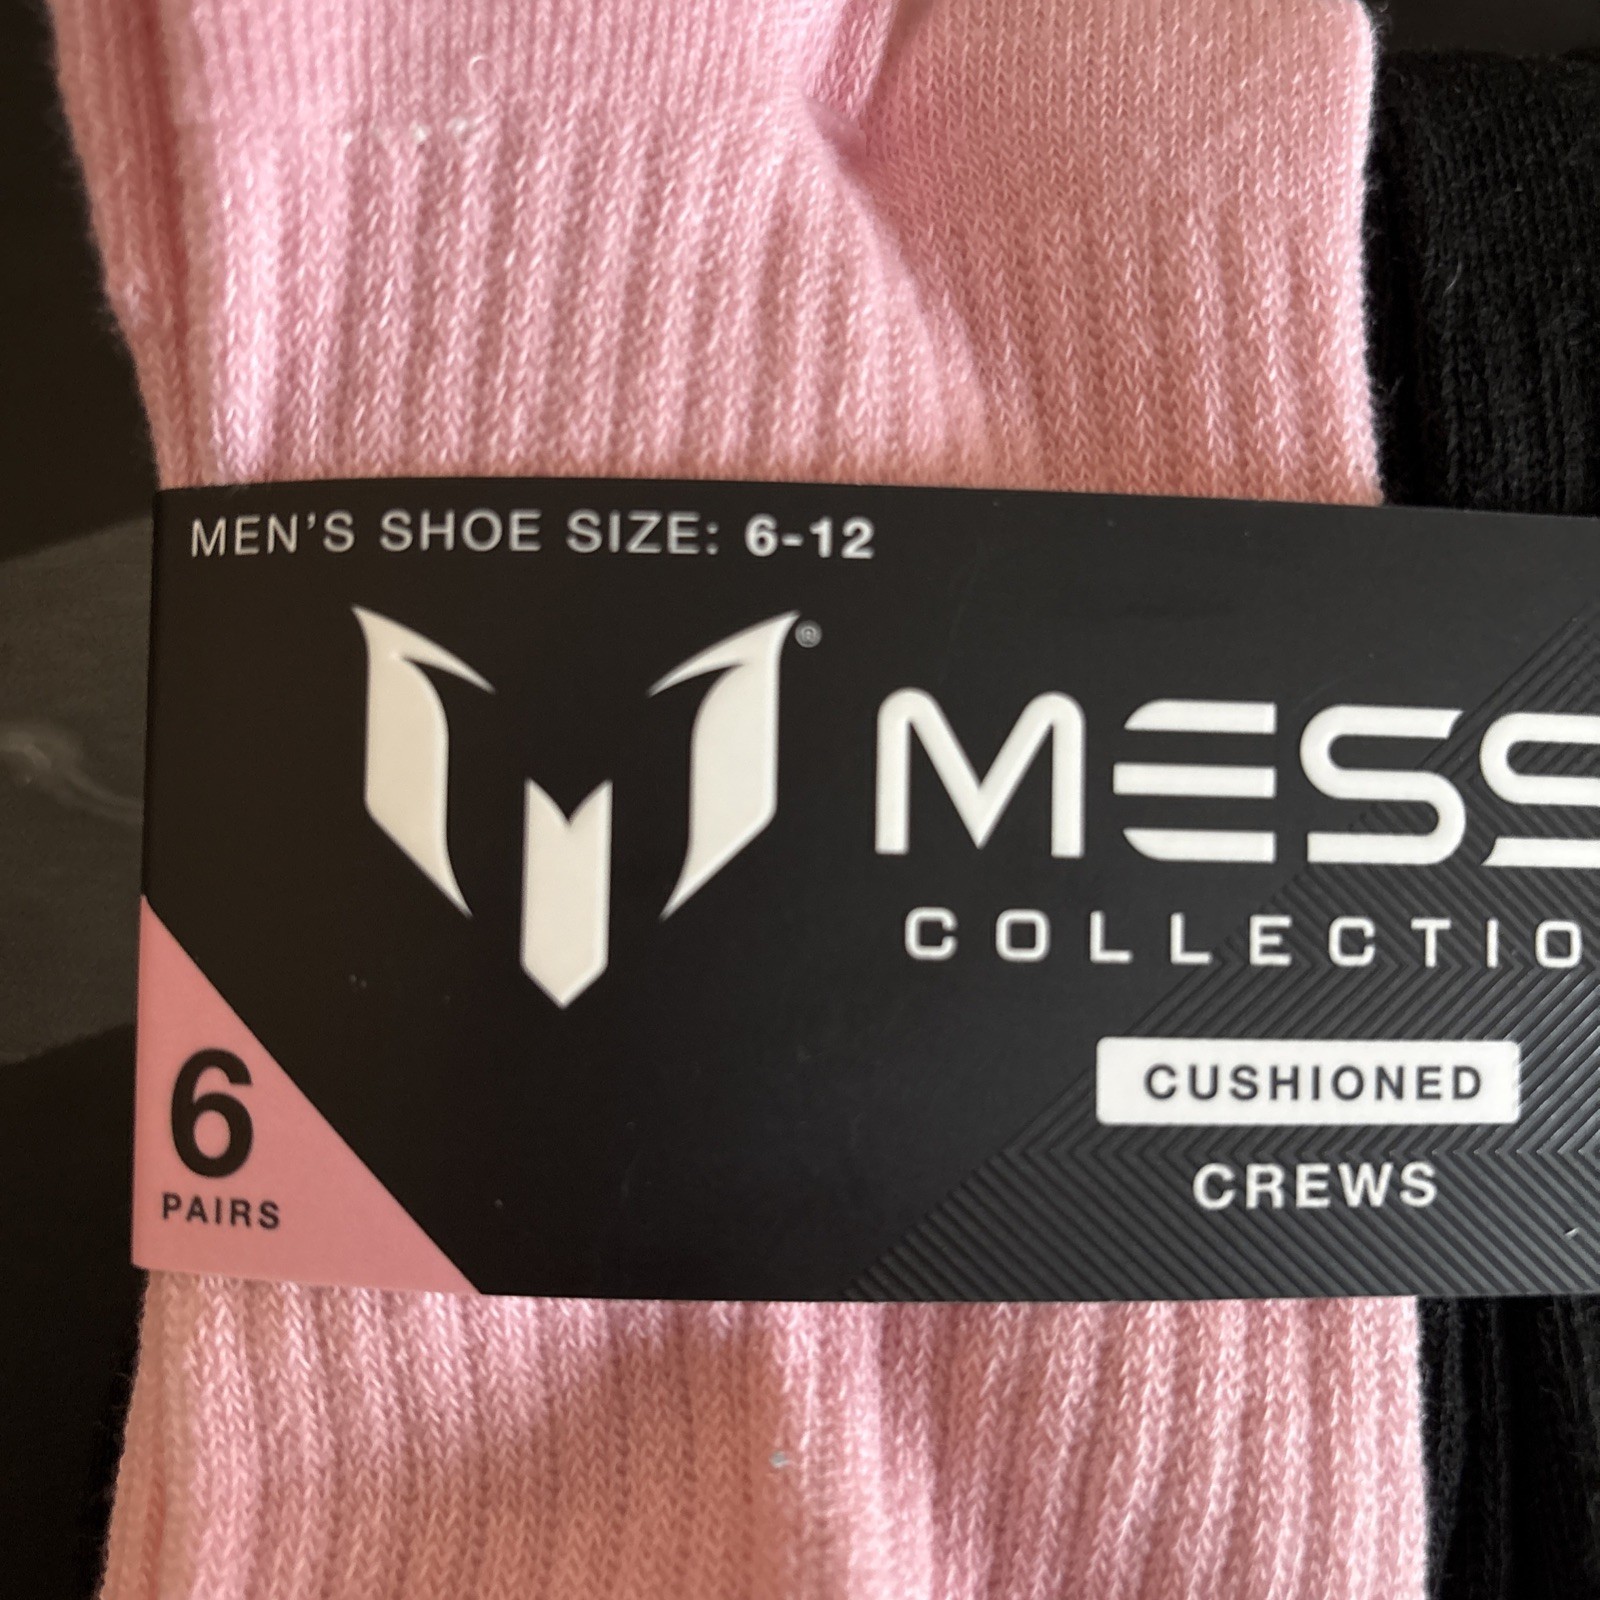 MEN'S SHOE SIZE: 6-12
®
MESS
COLLECTIO
CUSHIONED
CREWS
6
PAIRS